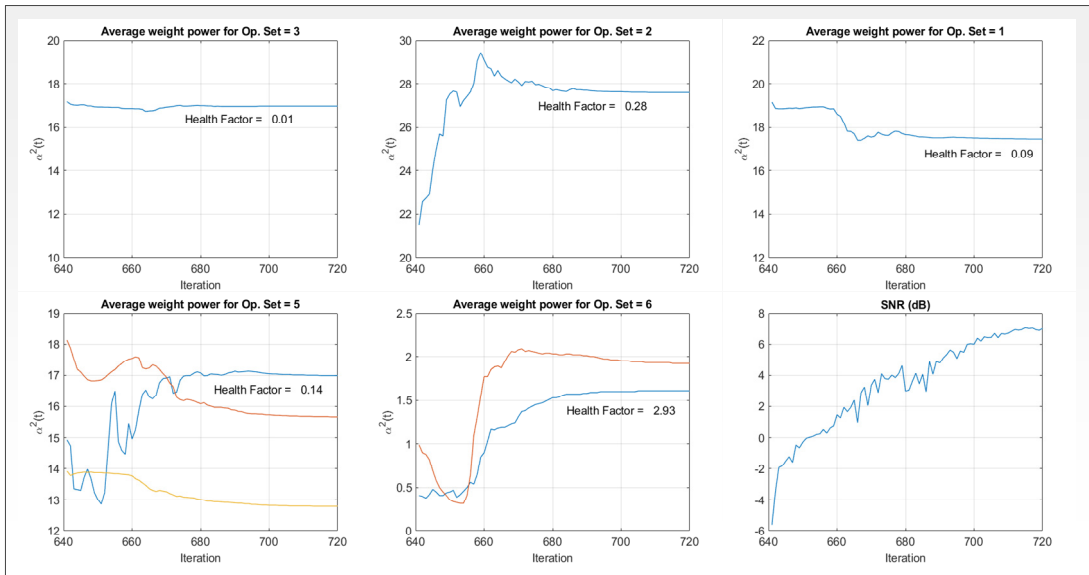 Average weight power for Op. Set = 3
20
18
16
14
12
10
α²(t)
Health Factor = 0.01
640 660 680 700 720
Iteration
Average weight power for Op. Set = 2
30
28
26
24
22
20
α²(t)
Health Factor = 0.28
640 660 680 700 720
Iteration
Average weight power for Op. Set = 1
22
20
18
16
14
12
α²(t)
Health Factor = 0.09
640 660 680 700 720
Iteration
Average weight power for Op. Set = 5
19
18
17
16
15
14
13
12
α²(t)
Health Factor = 0.14
640 660 680 700 720
Iteration
Average weight power for Op. Set = 6
2.5
2
1.5
1
0.5
0
α²(t)
Health Factor = 2.93
640 660 680 700 720
Iteration
SNR (dB)
8
6
4
2
0
-2
-4
-6
640 660 680 700 720
Iteration